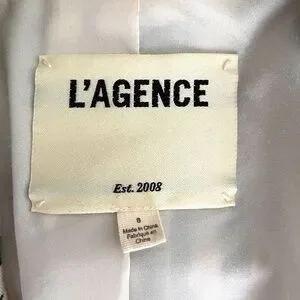 L'AGENCE
Est. 2008
8
Made in China
Fabriqué en
Chine